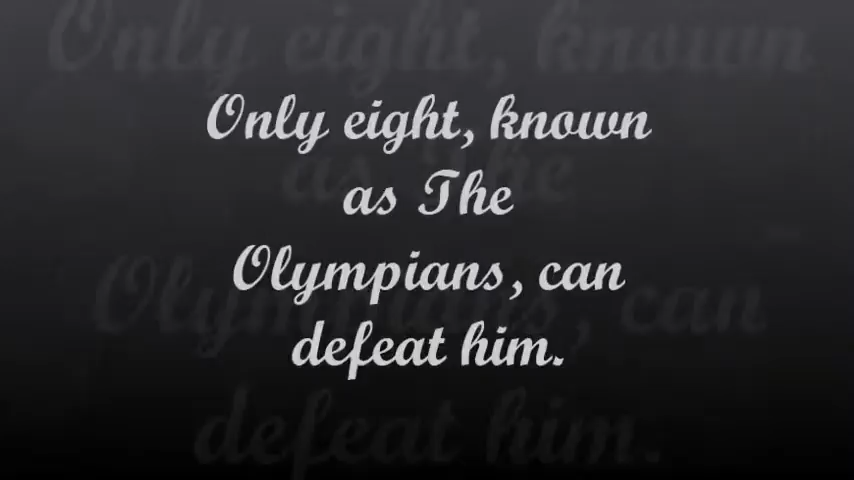 Only eight, known
as The
Olympians, can
defeat him.